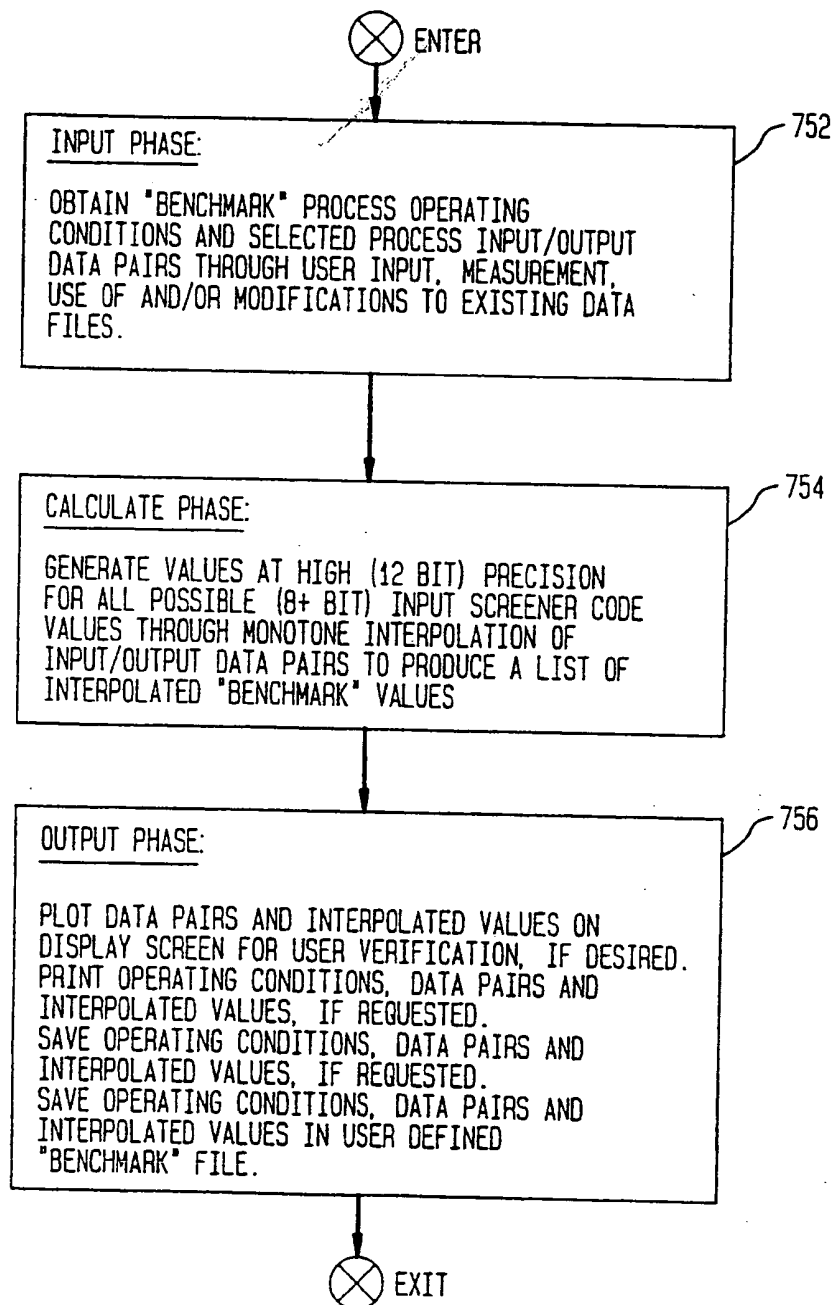 ENTER
752
INPUT PHASE:
OBTAIN "BENCHMARK" PROCESS OPERATING
CONDITIONS AND SELECTED PROCESS INPUT/OUTPUT
DATA PAIRS THROUGH USER INPUT, MEASUREMENT,
USE OF AND/OR MODIFICATIONS TO EXISTING DATA
FILES.
754
CALCULATE PHASE:
GENERATE VALUES AT HIGH (12 BIT) PRECISION
FOR ALL POSSIBLE (8+ BIT) INPUT SCREENER CODE
VALUES THROUGH MONOTONE INTERPOLATION OF
INPUT/OUTPUT DATA PAIRS TO PRODUCE A LIST OF
INTERPOLATED "BENCHMARK" VALUES
756
OUTPUT PHASE:
PLOT DATA PAIRS AND INTERPOLATED VALUES ON
DISPLAY SCREEN FOR USER VERIFICATION, IF DESIRED.
PRINT OPERATING CONDITIONS, DATA PAIRS AND
INTERPOLATED VALUES, IF REQUESTED.
SAVE OPERATING CONDITIONS, DATA PAIRS AND
INTERPOLATED VALUES, IF REQUESTED.
SAVE OPERATING CONDITIONS, DATA PAIRS AND
INTERPOLATED VALUES IN USER DEFINED
"BENCHMARK" FILE.
EXIT